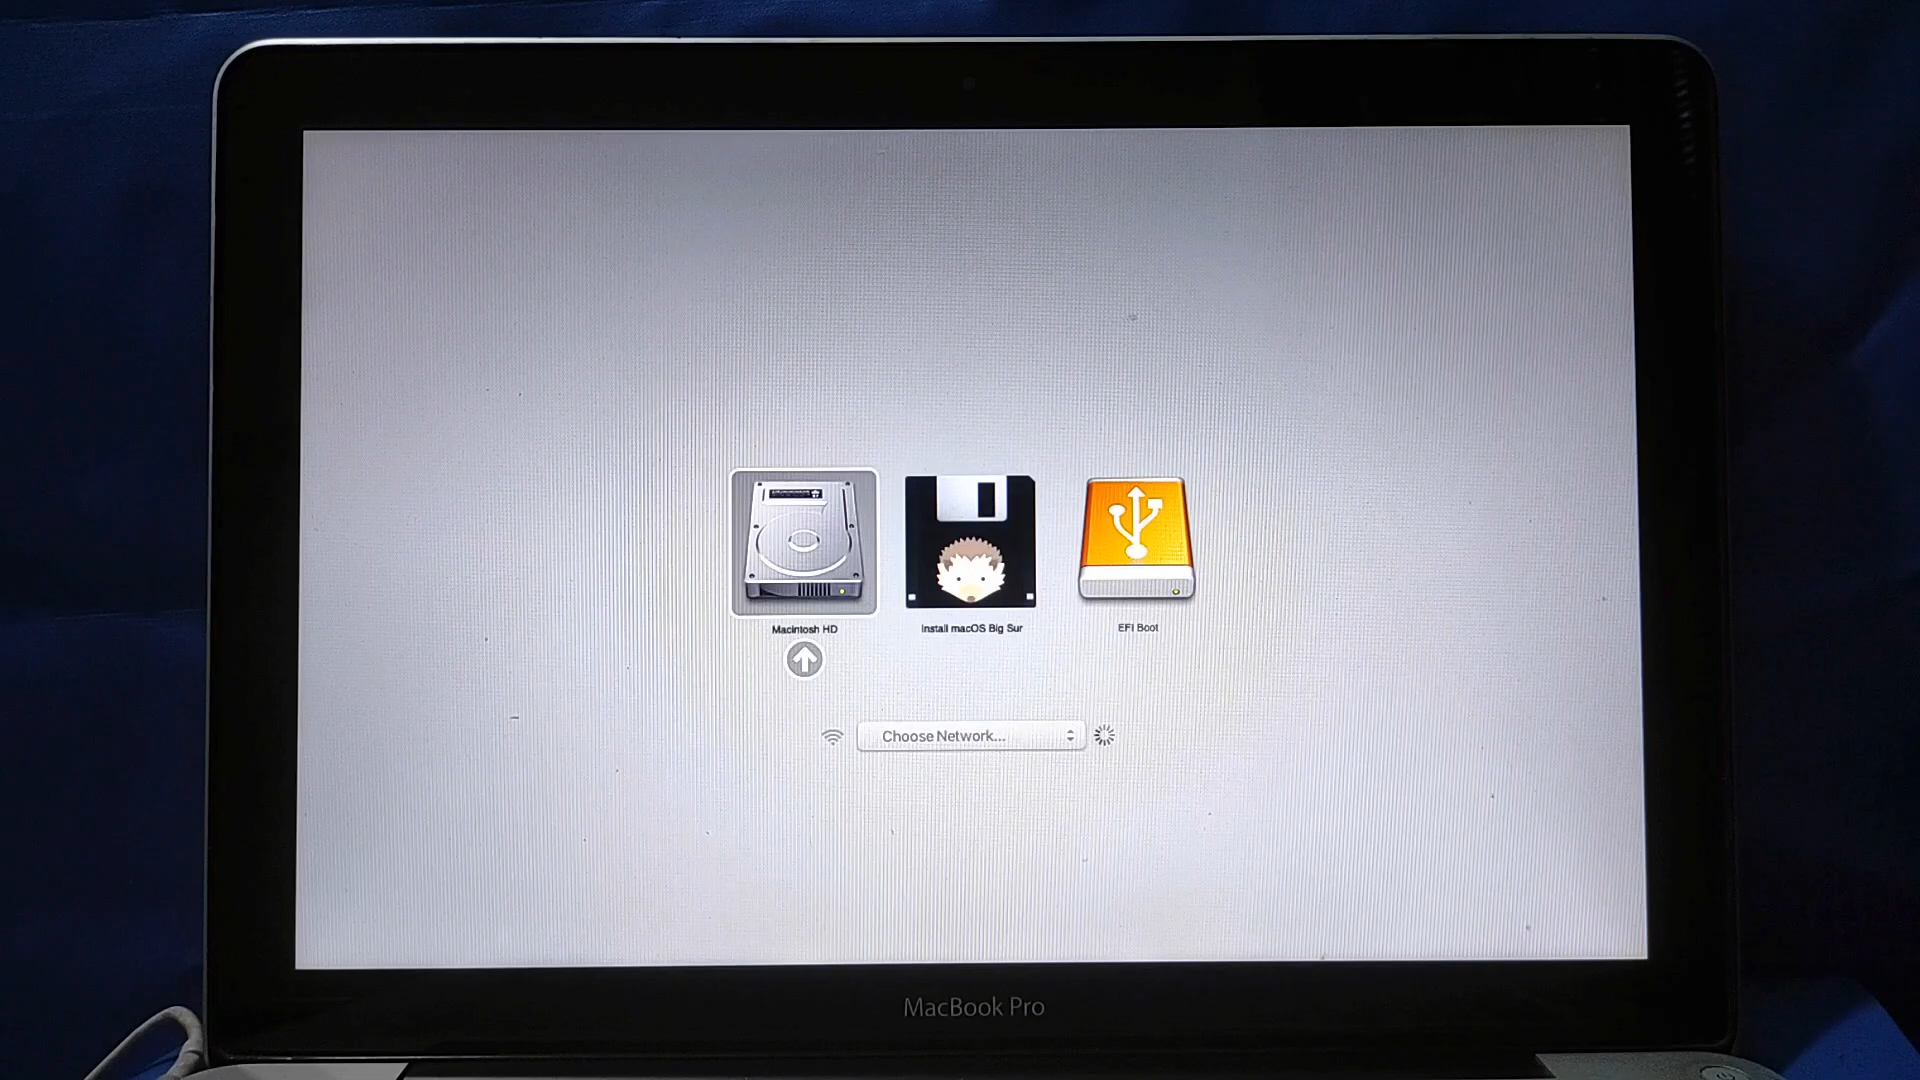 Macintosh HD
Install macOS Big Sur
EFI Boot
Choose Network...
MacBook Pro